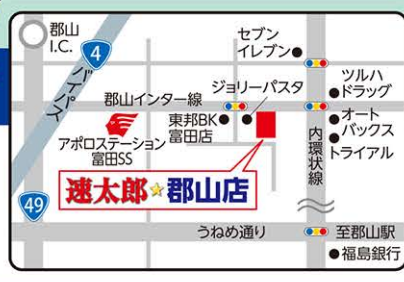 郡山
I.C.
4
バイパス
セブン
イレブン
ツルハ
ドラッグ
ジョリーパスタ
郡山インター線
東邦BK
富田店
アポロステーション
富田SS
オート
バックス
トライアル
内環状線
速太郎★郡山店
49
うねめ通り
至郡山駅
福島銀行